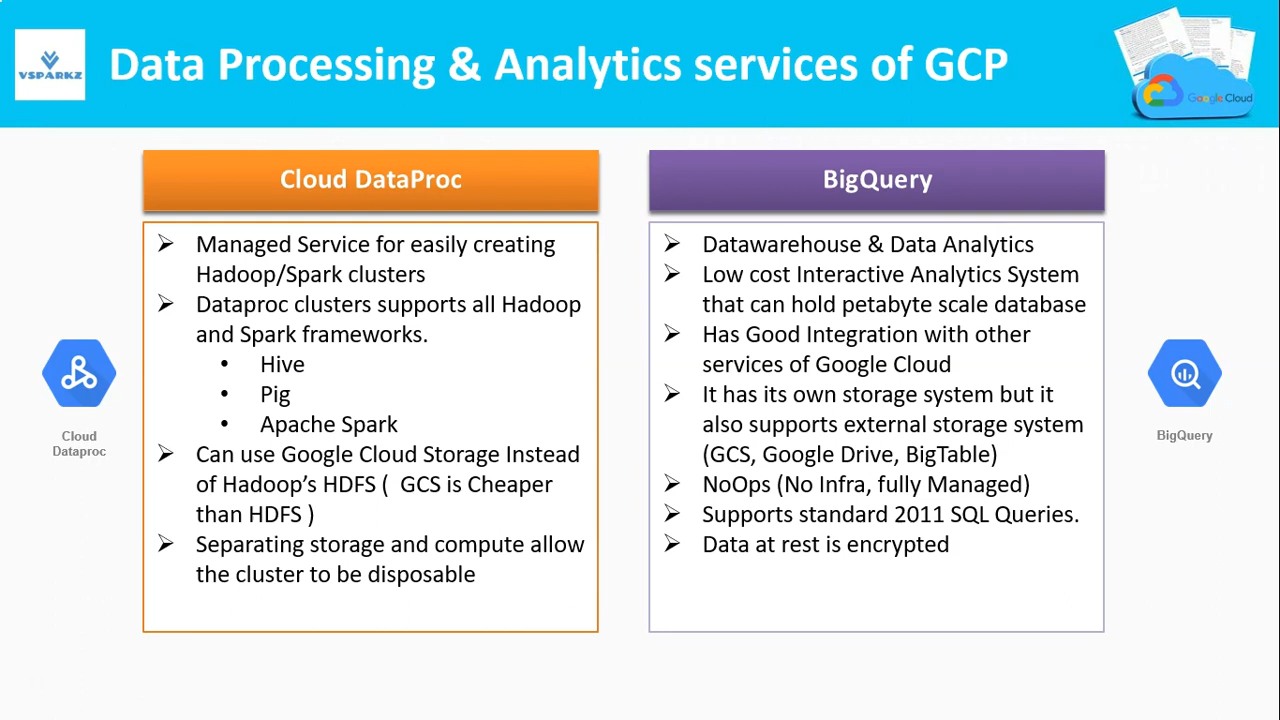 VSPARKZ
Data Processing & Analytics services of GCP
Google Cloud
Cloud DataProc
➢ Managed Service for easily creating
Hadoop/Spark clusters
➢ Dataproc clusters supports all Hadoop
and Spark frameworks.
• Hive
• Pig
• Apache Spark
➢ Can use Google Cloud Storage Instead
of Hadoop’s HDFS ( GCS is Cheaper
than HDFS )
➢ Separating storage and compute allow
the cluster to be disposable
Cloud
Dataproc
BigQuery
➢ Datawarehouse & Data Analytics
➢ Low cost Interactive Analytics System
that can hold petabyte scale database
➢ Has Good Integration with other
services of Google Cloud
➢ It has its own storage system but it
also supports external storage system
(GCS, Google Drive, BigTable)
➢ NoOps (No Infra, fully Managed)
➢ Supports standard 2011 SQL Queries.
➢ Data at rest is encrypted
BigQuery